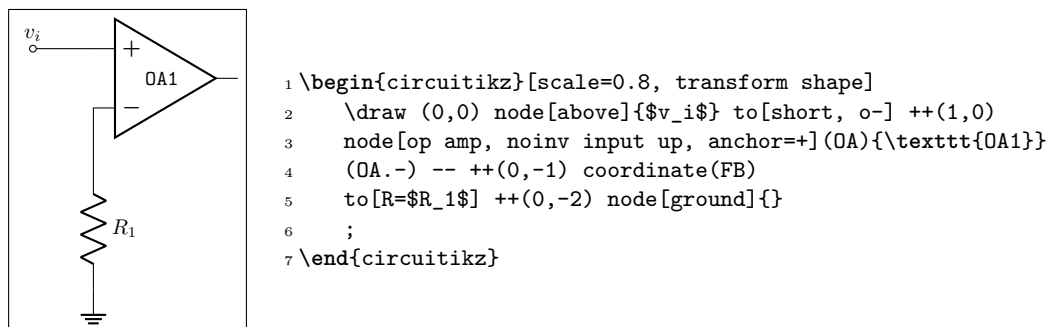 v_i
+
OA1
−
R_1
1 \begin{circuitikz}[scale=0.8, transform shape]
2 \draw (0,0) node[above]{$v_i$} to[short, o-] ++(1,0)
3 node[op amp, noinv input up, anchor=+](OA){\texttt{OA1}}
4 (OA.-) -- ++(0,-1) coordinate(FB)
5 to[R=$R_1$] ++(0,-2) node[ground]{}
6 ;
7 \end{circuitikz}